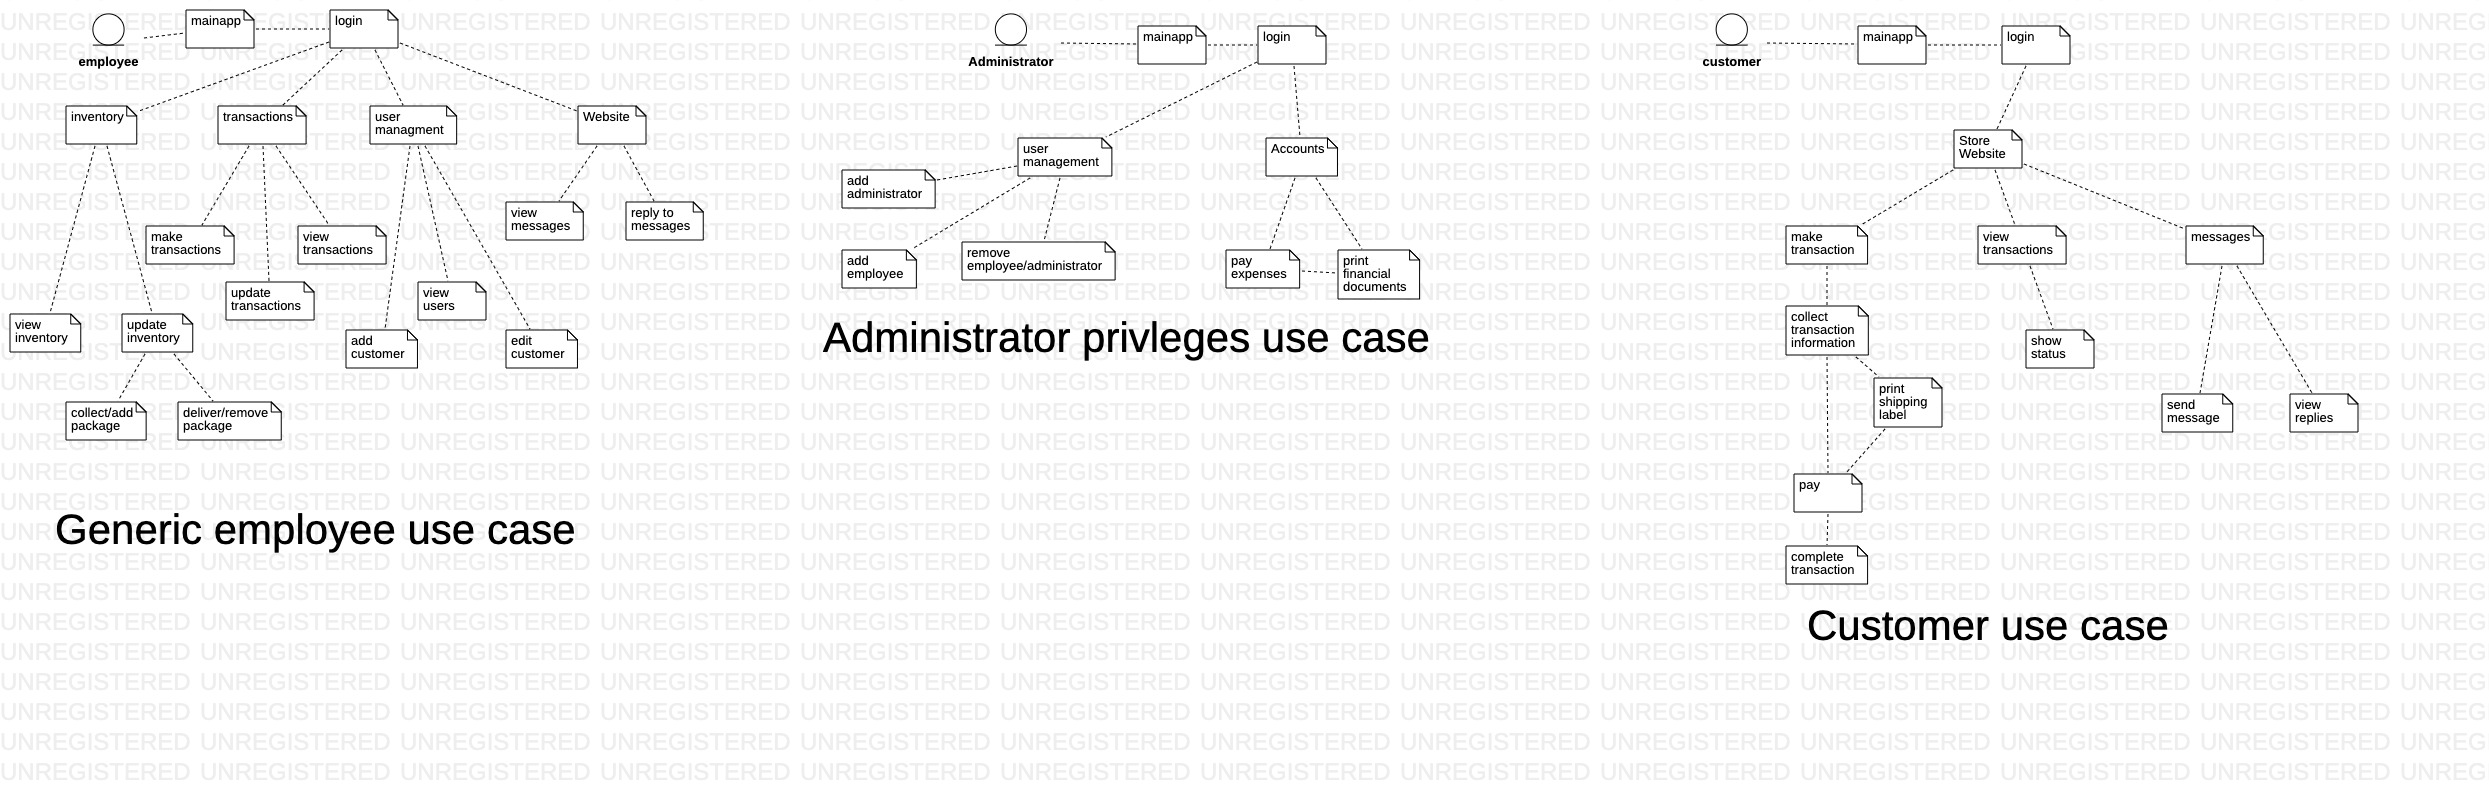 employee
mainapp
login
inventory
transactions
user
managment
Website
view
messages
reply to
messages
make
transactions
view
transactions
update
transactions
view
users
view
inventory
update
inventory
add
customer
edit
customer
collect/add
package
deliver/remove
package
Generic employee use case
Administrator
mainapp
login
user
management
Accounts
add
administrator
add
employee
remove
employee/administrator
pay
expenses
print
financial
documents
Administrator privleges use case
customer
mainapp
login
Store
Website
make
transaction
view
transactions
messages
collect
transaction
information
show
status
print
shipping
label
send
message
view
replies
pay
complete
transaction
Customer use case
UNREGISTERED